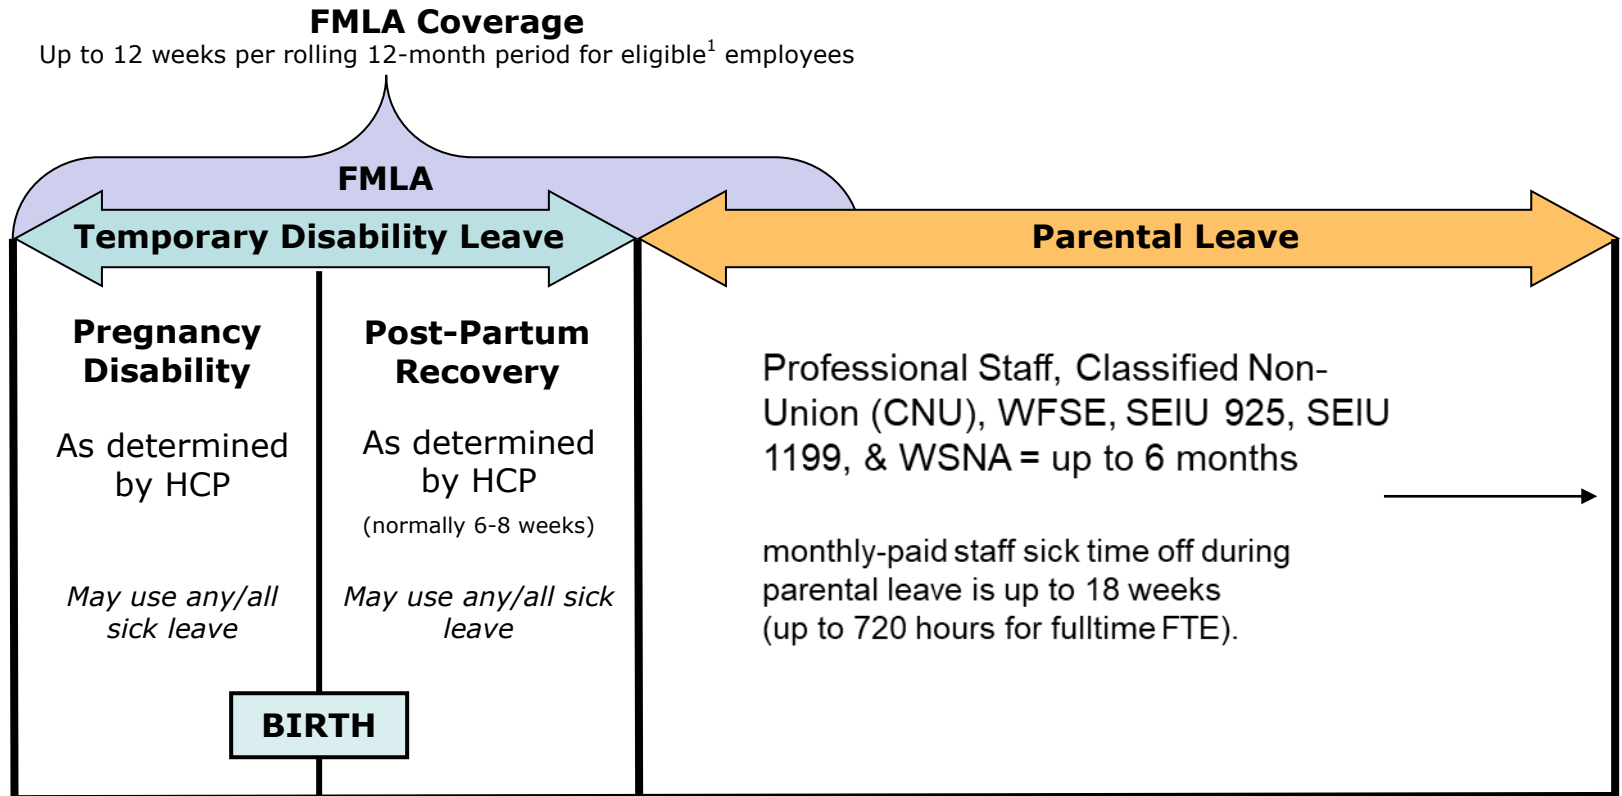 FMLA Coverage
Up to 12 weeks per rolling 12-month period for eligible1 employees
FMLA
Temporary Disability Leave
Parental Leave
Pregnancy
Disability
As determined
by HCP
May use any/all
sick leave
Post-Partum
Recovery
As determined
by HCP
(normally 6-8 weeks)
May use any/all sick
leave
BIRTH
Professional Staff, Classified Non-
Union (CNU), WFSE, SEIU 925, SEIU
1199, & WSNA = up to 6 months
monthly-paid staff sick time off during
parental leave is up to 18 weeks
(up to 720 hours for fulltime FTE).